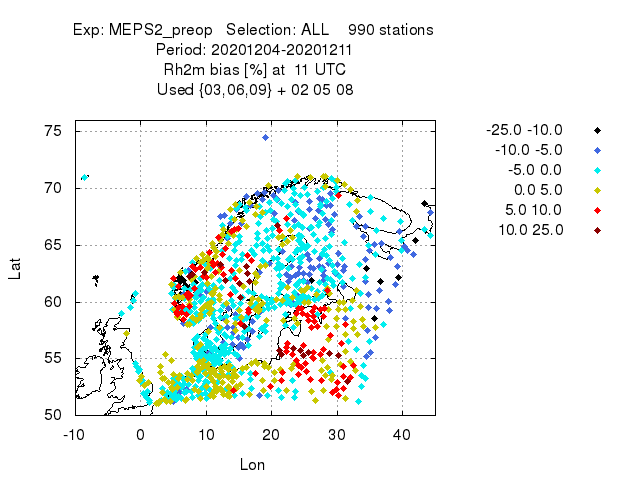 Exp: MEPS2_preop   Selection: ALL    990 stations
Period: 20201204-20201211
Rh2m bias [%] at  11 UTC
Used {03,06,09} + 02 05 08
-25.0 -10.0
-10.0 -5.0
-5.0 0.0
0.0 5.0
5.0 10.0
10.0 25.0
75
70
65
60
55
50
Lat
-10 0 10 20 30 40
Lon